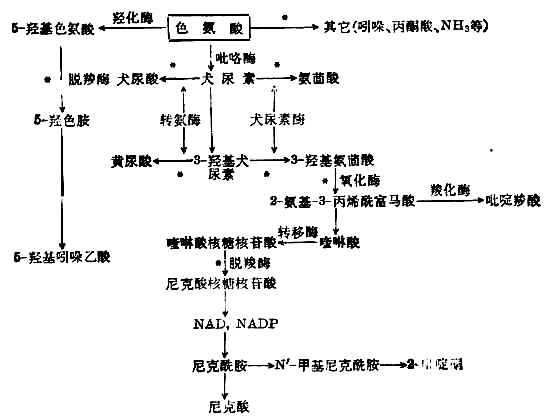 5-羟基色氨酸 羟化酶 色氨酸 * 其它(吲哚、丙酮酸、NH₃等)
吡咯酶
* 脱羧酶 犬尿酸 * 犬尿素 * 氨茴酸
5-羟色胺 转氨酶 犬尿素酶
黄尿酸 3-羟基犬尿素 3-羟基氨茴酸
* * * 氧化酶
2-氨基-3-丙烯酰富马酸 羧化酶 吡啶羧酸
5-羟基吲哚乙酸 喹啉酸核糖核苷酸 转移酶 喹啉酸
* 脱羧酶
尼克酸核糖核苷酸
NAD, NADP
尼克酰胺 N′-甲基尼克酰胺 2-
尼克酸